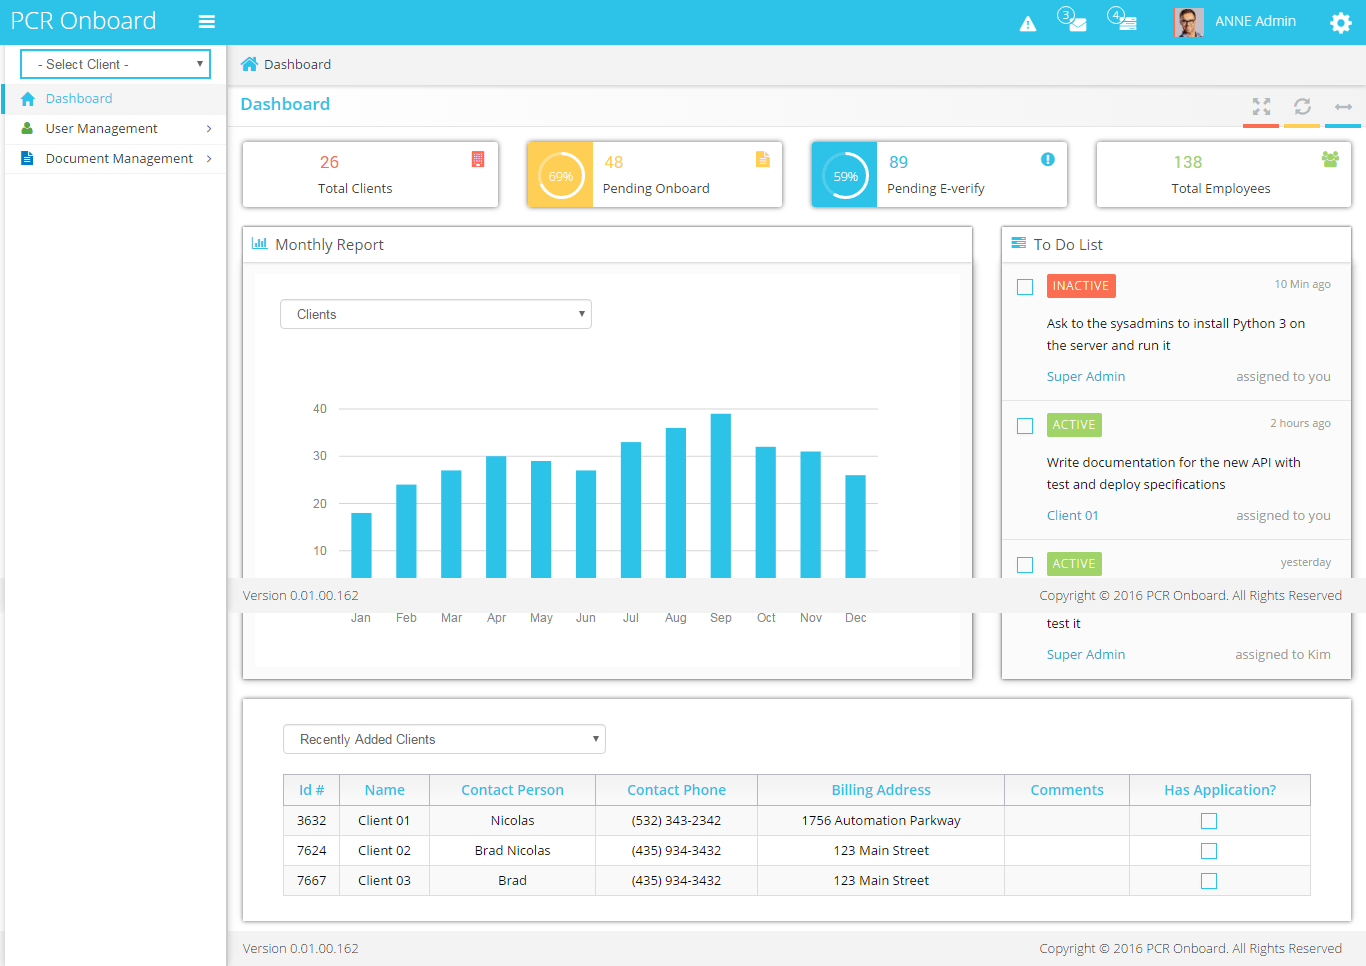 PCR Onboard
3
4
ANNE Admin
- Select Client -
Dashboard
User Management
Document Management
Dashboard
Dashboard
26
Total Clients
69%
48
Pending Onboard
59%
89
Pending E-verify
138
Total Employees
Monthly Report
Clients
40
30
20
10
To Do List
INACTIVE
10 Min ago
Ask to the sysadmins to install Python 3 on
the server and run it
Super Admin
assigned to you
ACTIVE
2 hours ago
Write documentation for the new API with
test and deploy specifications
Client 01
assigned to you
ACTIVE
yesterday
Version 0.01.00.162
Copyright © 2016 PCR Onboard. All Rights Reserved
Jan Feb Mar Apr May Jun Jul Aug Sep Oct Nov Dec
test it
Super Admin
assigned to Kim
Recently Added Clients
Id # Name Contact Person Contact Phone Billing Address Comments Has Application?
3632 Client 01 Nicolas (532) 343-2342 1756 Automation Parkway
7624 Client 02 Brad Nicolas (435) 934-3432 123 Main Street
7667 Client 03 Brad (435) 934-3432 123 Main Street
Version 0.01.00.162
Copyright © 2016 PCR Onboard. All Rights Reserved